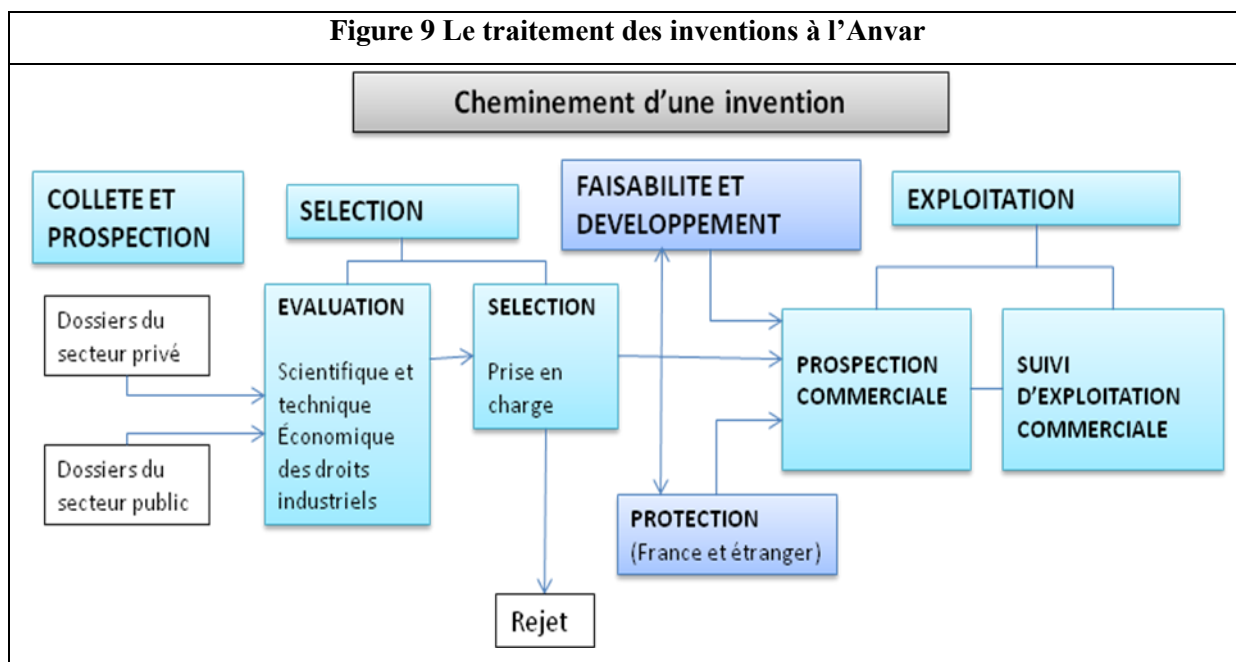 Figure 9 Le traitement des inventions à l'Anvar
Cheminement d'une invention
COLLETE ET
PROSPECTION
SELECTION
FAISABILITE ET
DEVELOPPEMENT
EXPLOITATION
Dossiers du
secteur privé
Dossiers du
secteur public
EVALUATION
Scientifique et
technique
Économique
des droits
industriels
SELECTION
Prise en
charge
Rejet
PROTECTION
(France et étranger)
PROSPECTION
COMMERCIALE
SUIVI
D'EXPLOITATION
COMMERCIALE